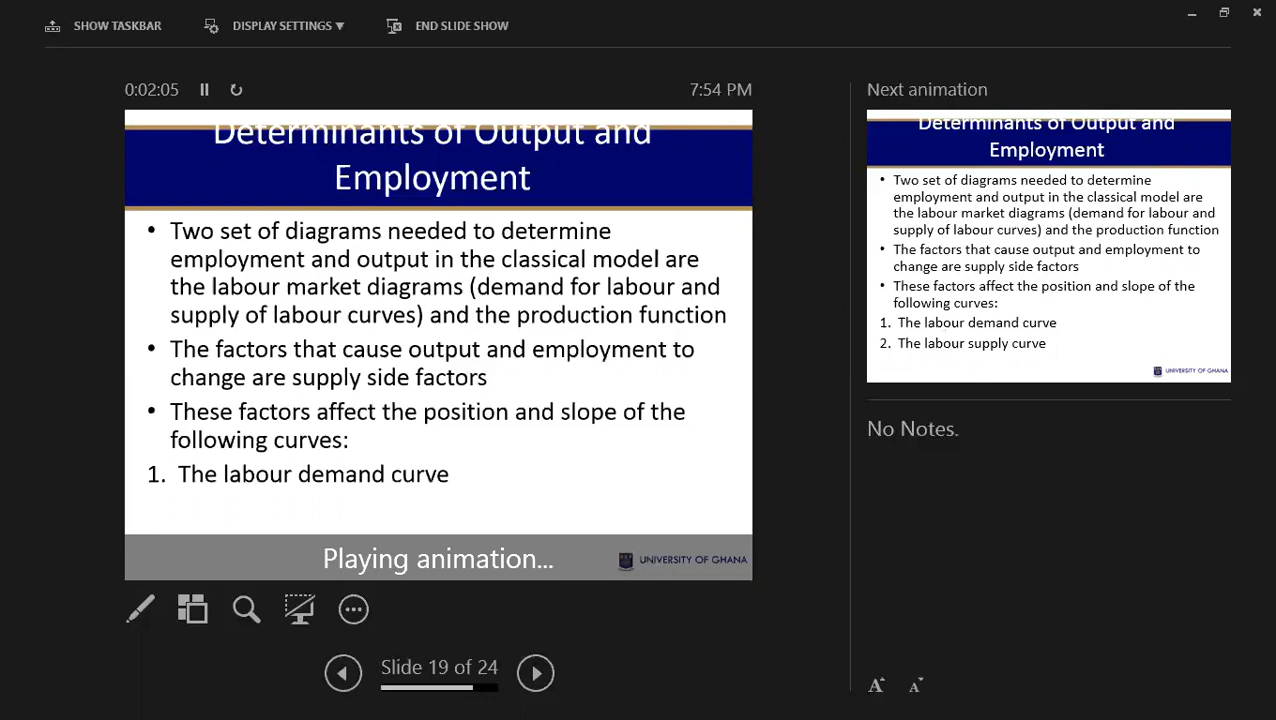 SHOW TASKBAR
DISPLAY SETTINGS ▼
END SLIDE SHOW
0:02:05
7:54 PM
Determinants of Output and
Employment
• Two set of diagrams needed to determine
employment and output in the classical model are
the labour market diagrams (demand for labour and
supply of labour curves) and the production function
• The factors that cause output and employment to
change are supply side factors
• These factors affect the position and slope of the
following curves:
1. The labour demand curve
Playing animation...
UNIVERSITY OF GHANA
Slide 19 of 24
Next animation
Determinants of Output and
Employment
• Two set of diagrams needed to determine
employment and output in the classical model are
the labour market diagrams (demand for labour and
supply of labour curves) and the production function
• The factors that cause output and employment to
change are supply side factors
• These factors affect the position and slope of the
following curves:
1. The labour demand curve
2. The labour supply curve
UNIVERSITY OF GHANA
No Notes.
A A